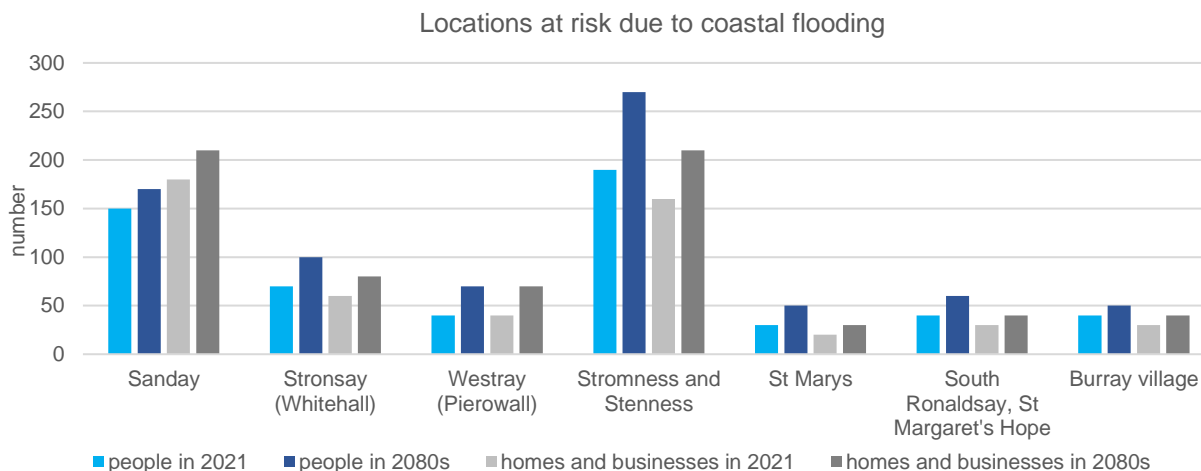 Locations at risk due to coastal flooding
number
300
250
200
150
100
50
0
Sanday
Stronsay
(Whitehall)
Westray
(Pierowall)
Stromness and
Stenness
St Marys
South
Ronaldsay, St
Margaret's Hope
Burray village
people in 2021
people in 2080s
homes and businesses in 2021
homes and businesses in 2080s